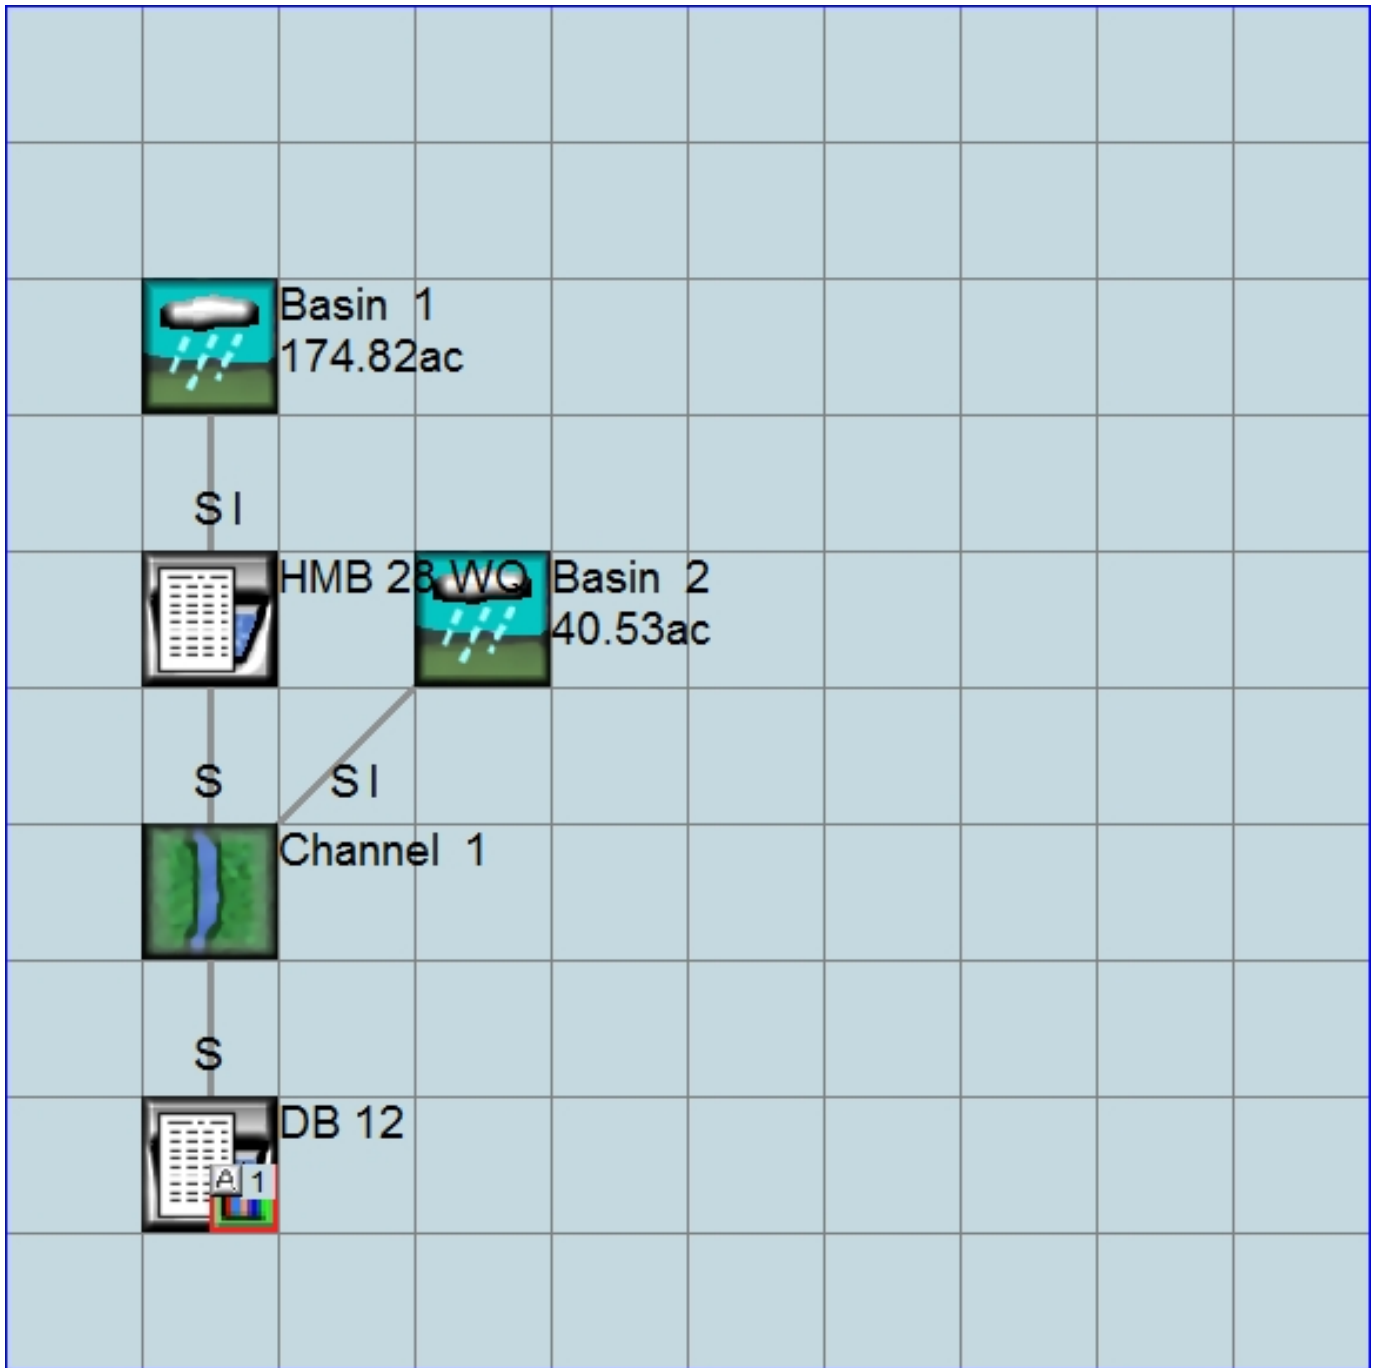 Basin 1
174.82ac
S I
HMB 28 WQ
Basin 2
40.53ac
S
S I
Channel 1
S
DB 12
A 1